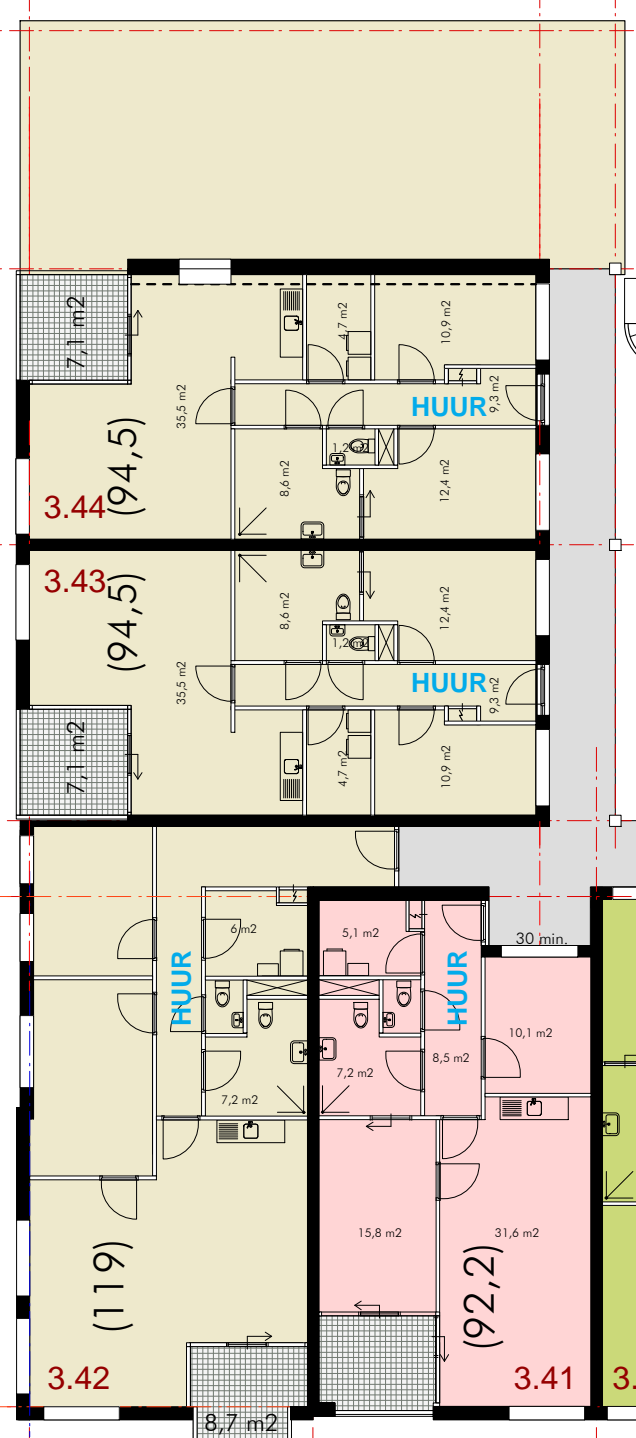 7,1 m2
35,5 m2
4,7 m2
10,9 m2
HUUR
9,3 m2
1,2 m2
8,6 m2
12,4 m2
(94,5)
3.44
3.43
(94,5)
8,6 m2
12,4 m2
1,2 m2
35,5 m2
HUUR
9,3 m2
7,1 m2
4,7 m2
10,9 m2
6 m2
5,1 m2
30 min.
HUUR
HUUR
10,1 m2
8,5 m2
7,2 m2
7,2 m2
15,8 m2
31,6 m2
(119)
(92,2)
3.42
3.41
3.
8,7 m2